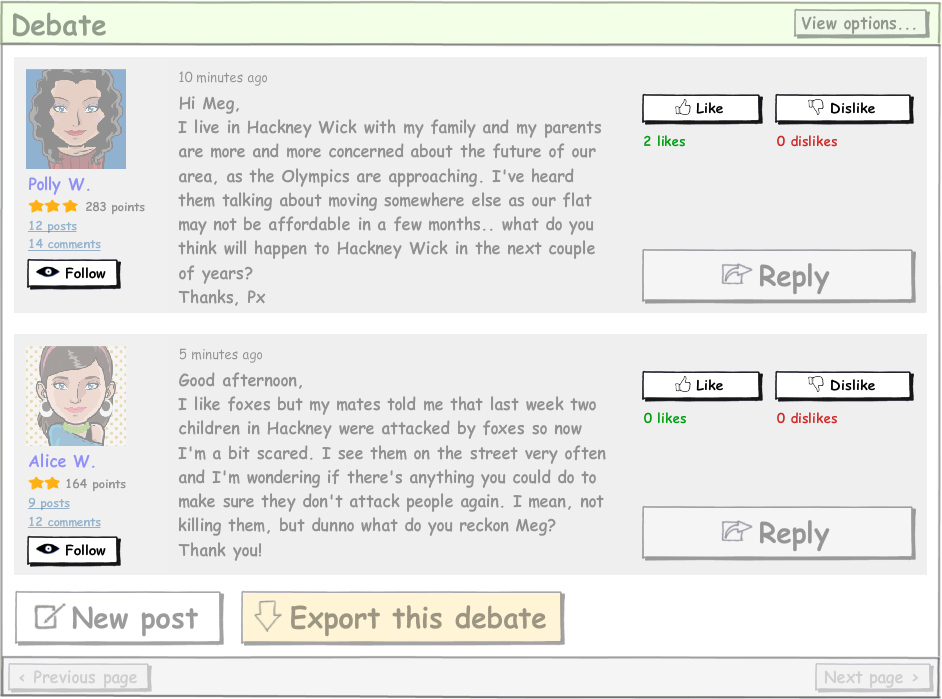 Debate
View options...
10 minutes ago
Hi Meg,
I live in Hackney Wick with my family and my parents
are more and more concerned about the future of our
area, as the Olympics are approaching. I've heard
them talking about moving somewhere else as our flat
may not be affordable in a few months.. what do you
think will happen to Hackney Wick in the next couple
of years?
Thanks, Px
Polly W.
283 points
12 posts
14 comments
Follow
Like
Dislike
2 likes
0 dislikes
Reply
5 minutes ago
Good afternoon,
I like foxes but my mates told me that last week two
children in Hackney were attacked by foxes so now
I'm a bit scared. I see them on the street very often
and I'm wondering if there's anything you could do to
make sure they don't attack people again. I mean, not
killing them, but dunno what do you reckon Meg?
Thank you!
Alice W.
164 points
9 posts
12 comments
Follow
Like
Dislike
0 likes
0 dislikes
Reply
New post
Export this debate
‹ Previous page
Next page ›